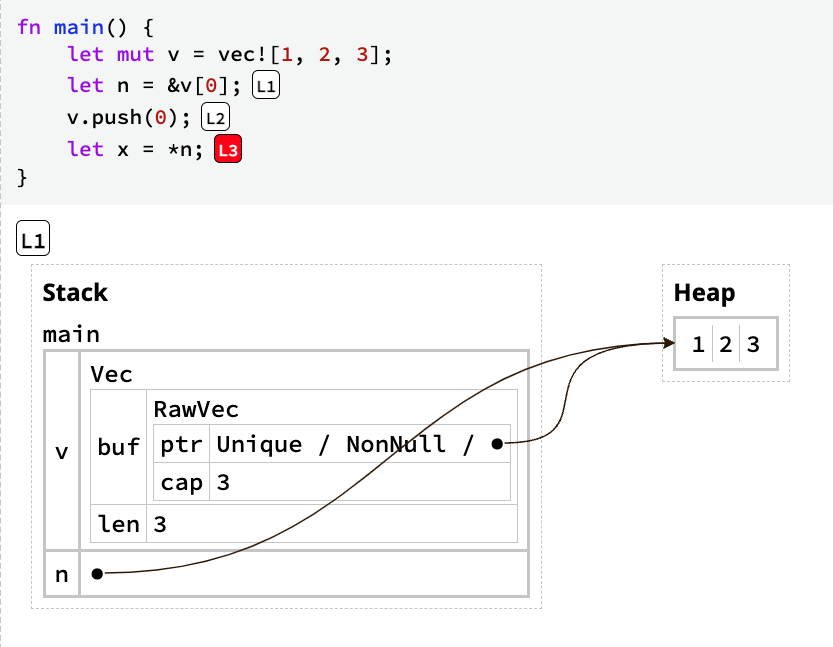 fn main() {
    let mut v = vec![1, 2, 3];
    let n = &v[0]; L1
    v.push(0); L2
    let x = *n; L3
}
L1
Stack
Heap
main
1 2 3
Vec
RawVec
v buf ptr Unique / NonNull /
cap 3
len 3
n